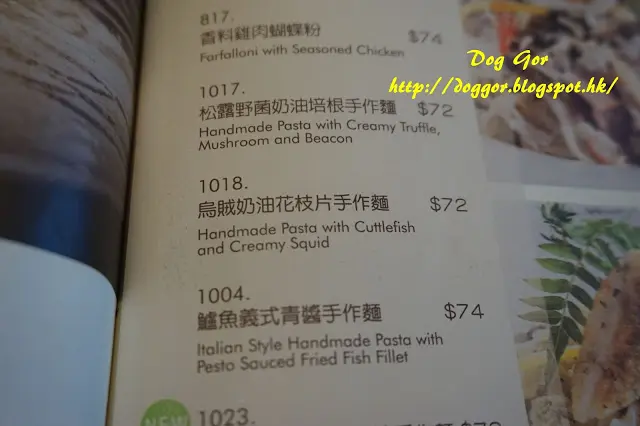 817.
香料雞肉蝴蝶粉 $74
Farfalloni with Seasoned Chicken
Dog Gor
http://doggor.blogspot.hk/
1017.
松露野菌奶油培根手作麵 $72
Handmade Pasta with Creamy Truffle,
Mushroom and Beacon
1018.
烏賊奶油花枝片手作麵 $72
Handmade Pasta with Cuttlefish
and Creamy Squid
1004.
鱸魚義式青醬手作麵 $74
Italian Style Handmade Pasta with
Pesto Sauced Fried Fish Fillet
NEW
1023.